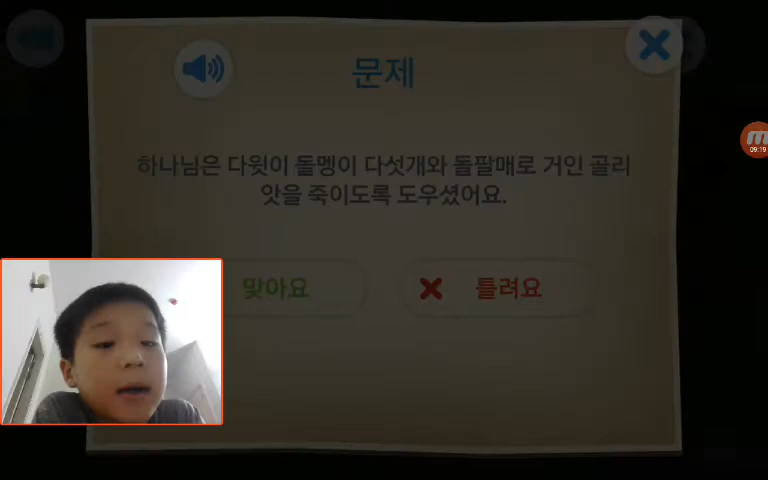 문제
하나님은 다윗이 돌멩이 다섯개와 돌팔매로 거인 골리
앗을 죽이도록 도우셨어요.
맞아요
틀려요
09:19